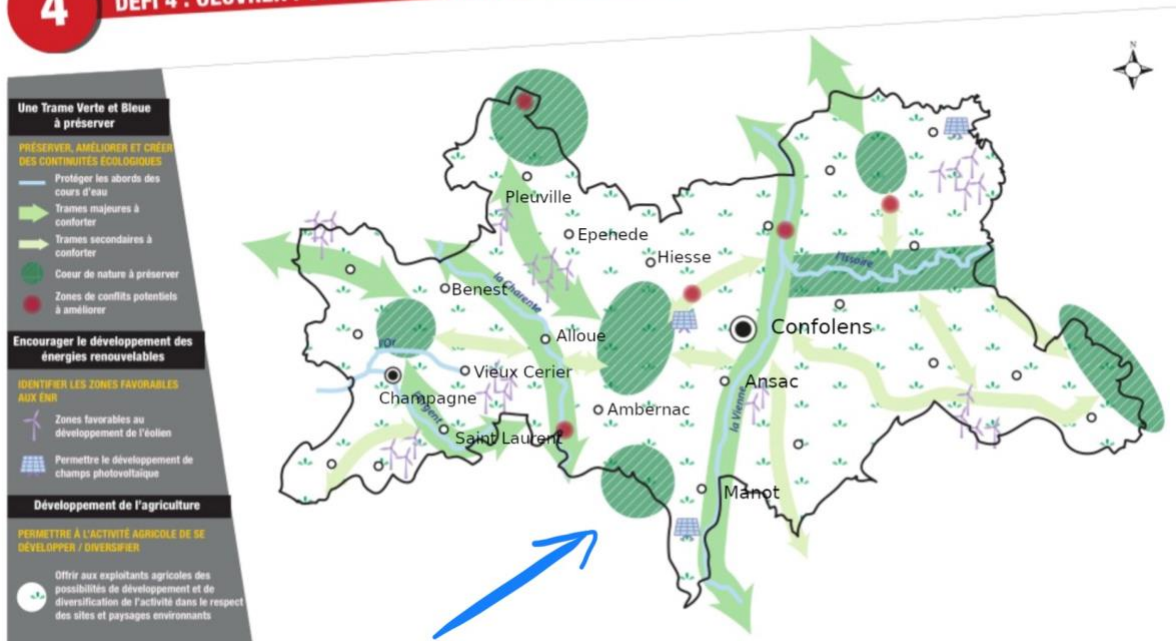 4
DÉFI 4 :
Une Trame Verte et Bleue
à préserver
PRÉSERVER, AMÉLIORER ET CRÉER
DES CONTINUITÉS ÉCOLOGIQUES
Protéger les abords des
cours d'eau
Trames majeures à
conforter
Trames secondaires à
conforter
Coeur de nature à préserver
Zones de conflits potentiels
à améliorer
Encourager le développement des
énergies renouvelables
IDENTIFIER LES ZONES FAVORABLES
AUX ÉNR
Zones favorables au
développement de l'éolien
Permettre le développement de
champs photovoltaïque
Développement de l'agriculture
PERMETTRE À L'ACTIVITÉ AGRICOLE DE SE
DÉVELOPPER / DIVERSIFIER
Offrir aux exploitants agricoles des
possibilités de développement et de
diversification de l'activité dans le respect
des sites et paysages environnants
N
Pleuville
Epenede
Hiesse
l'Issoire
Benest
la Charente
Alloue
Confolens
l'Or
Vieux Cerier
Ansac
Champagne
Ambernac
la Vienne
Argent
Saint Laurent
Manot